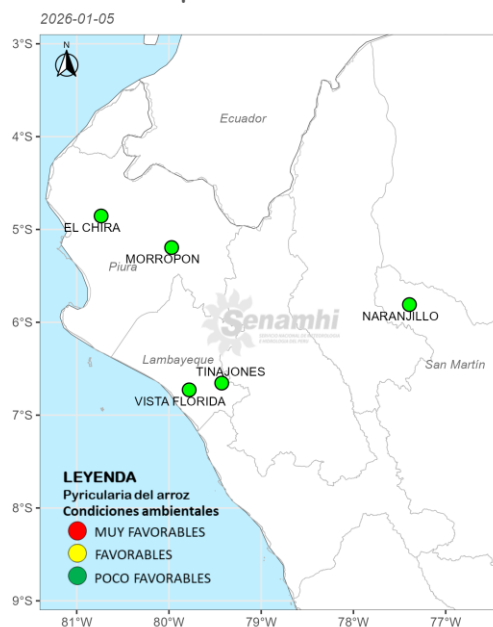 2026-01-05
3°S
N
Ecuador
4°S
5°S
EL CHIRA
MORROPON
Piura
6°S
Senamhi
NARANJILLO
Lambayeque
TINAJONES
San Martín
VISTA FLORIDA
7°S
LEYENDA
Pyricularia del arroz
Condiciones ambientales
MUY FAVORABLES
FAVORABLES
POCO FAVORABLES
8°S
9°S
81°W 80°W 79°W 78°W 77°W